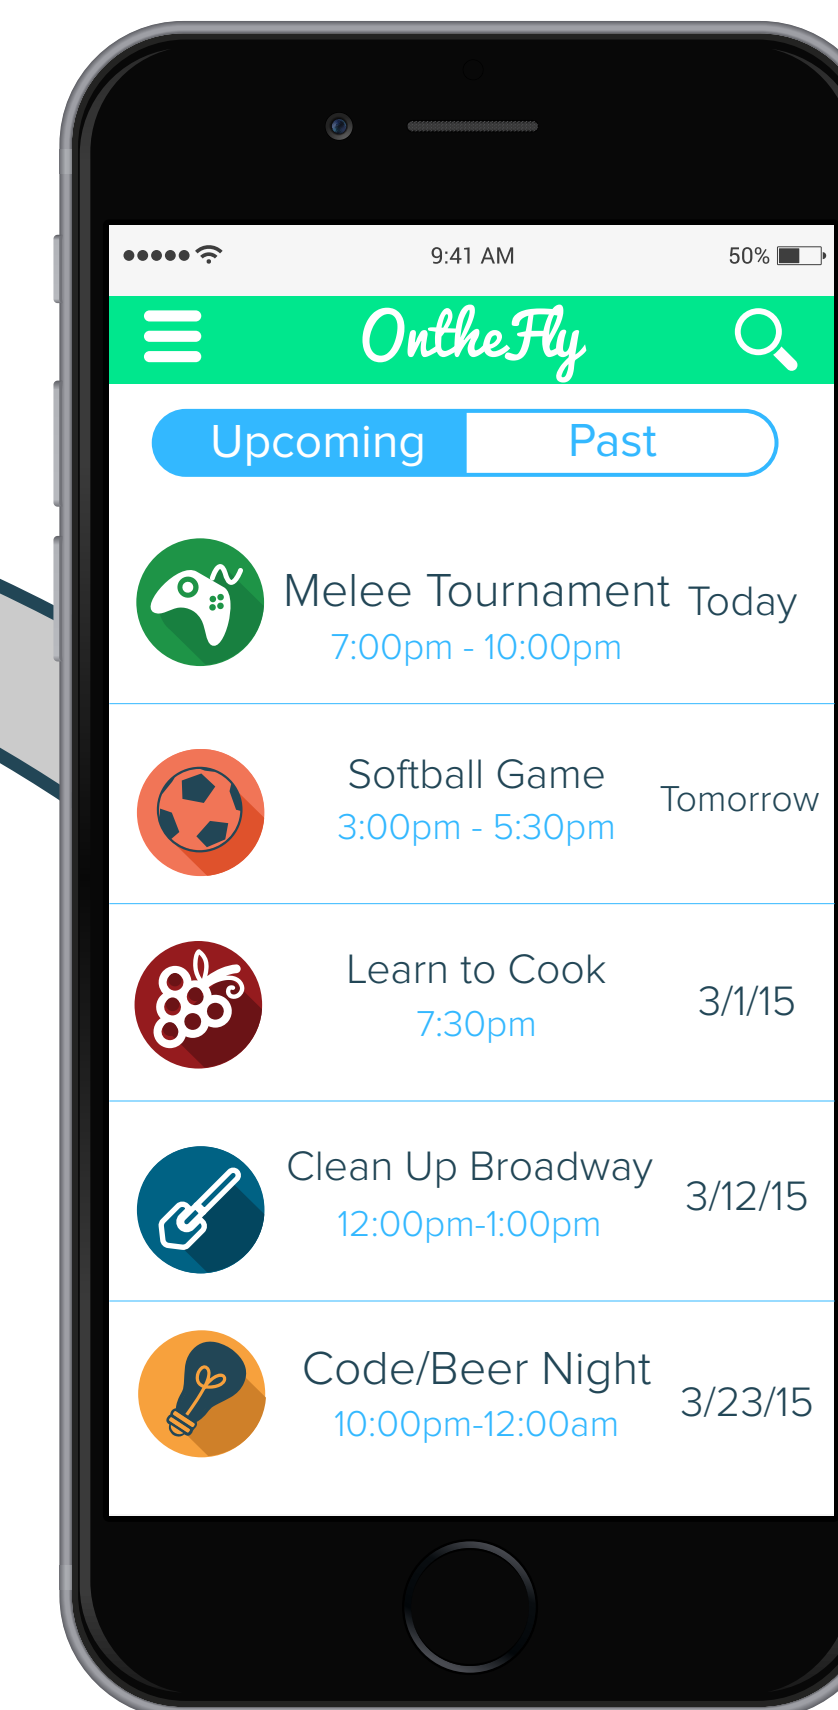 9:41 AM 50%
OntheFly
Upcoming Past
Melee Tournament Today
7:00pm - 10:00pm
Softball Game Tomorrow
3:00pm - 5:30pm
Learn to Cook 3/1/15
7:30pm
Clean Up Broadway 3/12/15
12:00pm-1:00pm
Code/Beer Night 3/23/15
10:00pm-12:00am